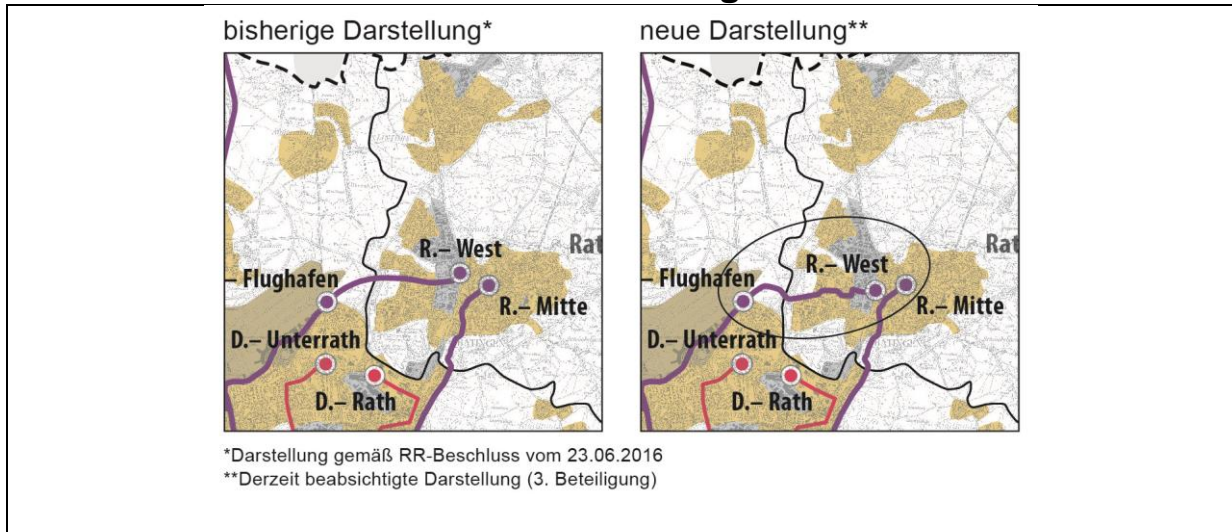 bisherige Darstellung*
neue Darstellung**
R.– West
Rat
– Flughafen
R.– Mitte
D.– Unterrath
D.– Rath
R.– West
Rat
– Flughafen
R.– Mitte
D.– Unterrath
D.– Rath
*Darstellung gemäß RR-Beschluss vom 23.06.2016
**Derzeit beabsichtigte Darstellung (3. Beteiligung)